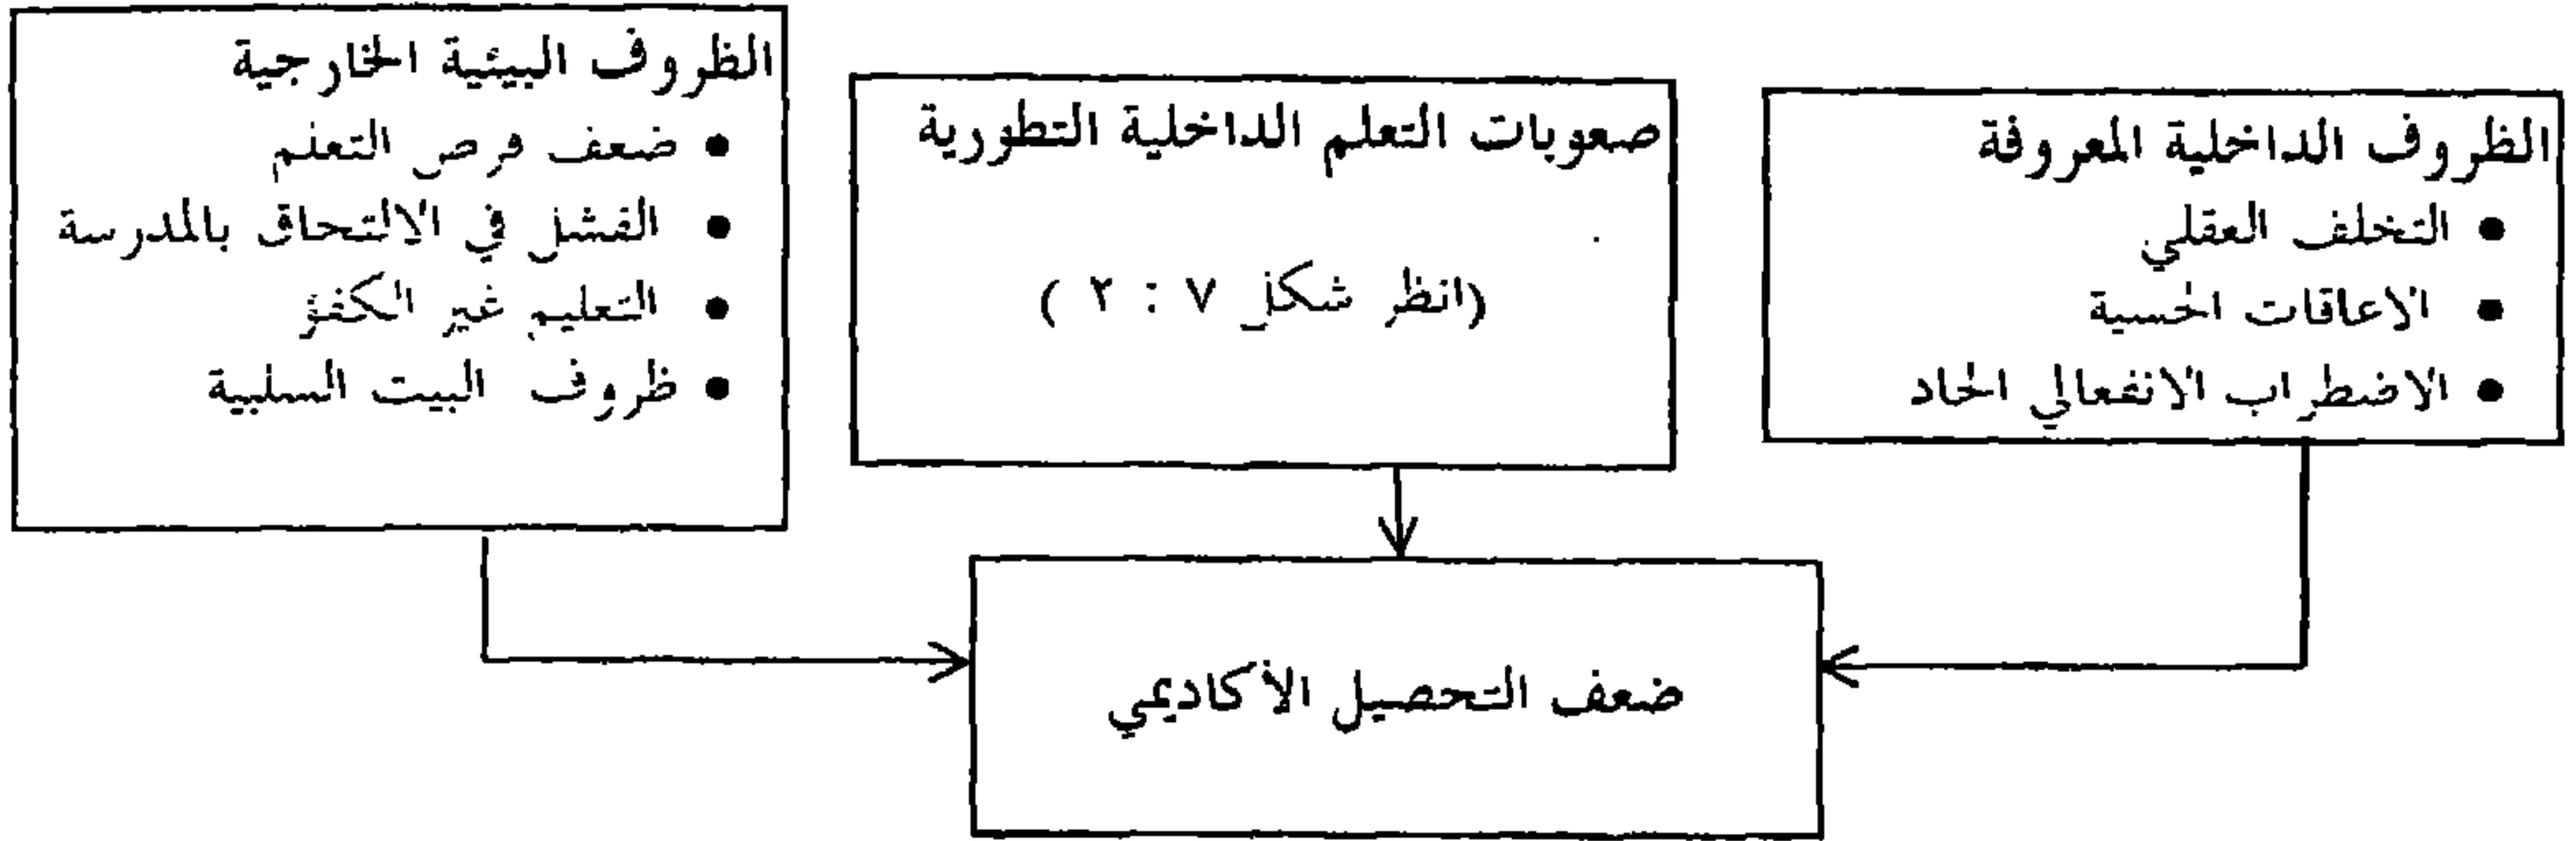 الظروف الداخلية المعروفة
• التخلف العقلي
• الاعاقات الحسية
• الاضطراب الانفعالي الحاد
صعوبات التعلم الداخلية التطورية
(انظر شكل ٧ : ٢ )
الظروف البيئية الخارجية
• ضعف فرص التعلم
• الفشل في الالتحاق بالمدرسة
• التعليم غير الكفؤ
• ظروف البيت السلبية
ضعف التحصيل الأكاديمي